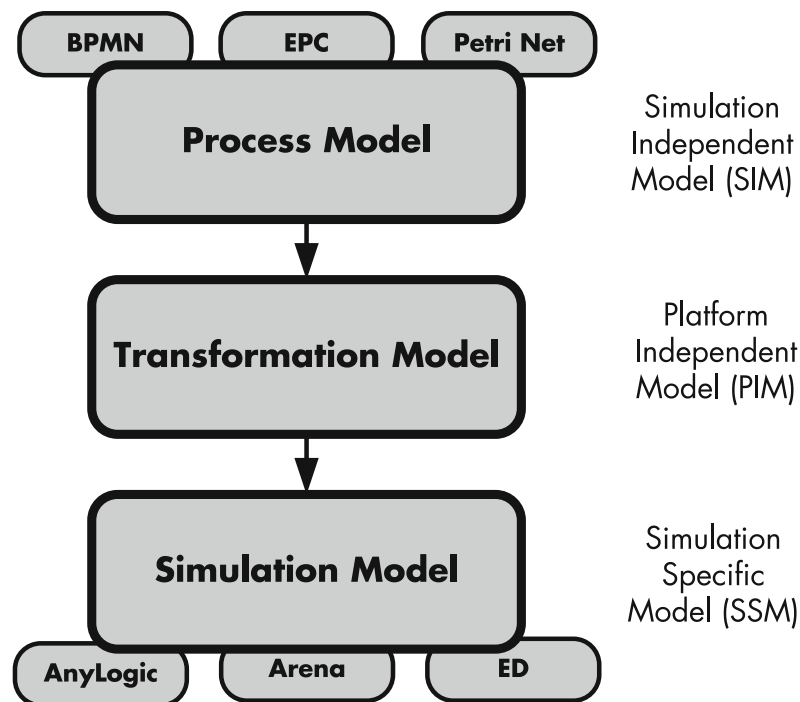 BPMN EPC Petri Net
Process Model
Simulation
Independent
Model (SIM)
Transformation Model
Platform
Independent
Model (PIM)
Simulation Model
Simulation
Specific
Model (SSM)
AnyLogic Arena ED